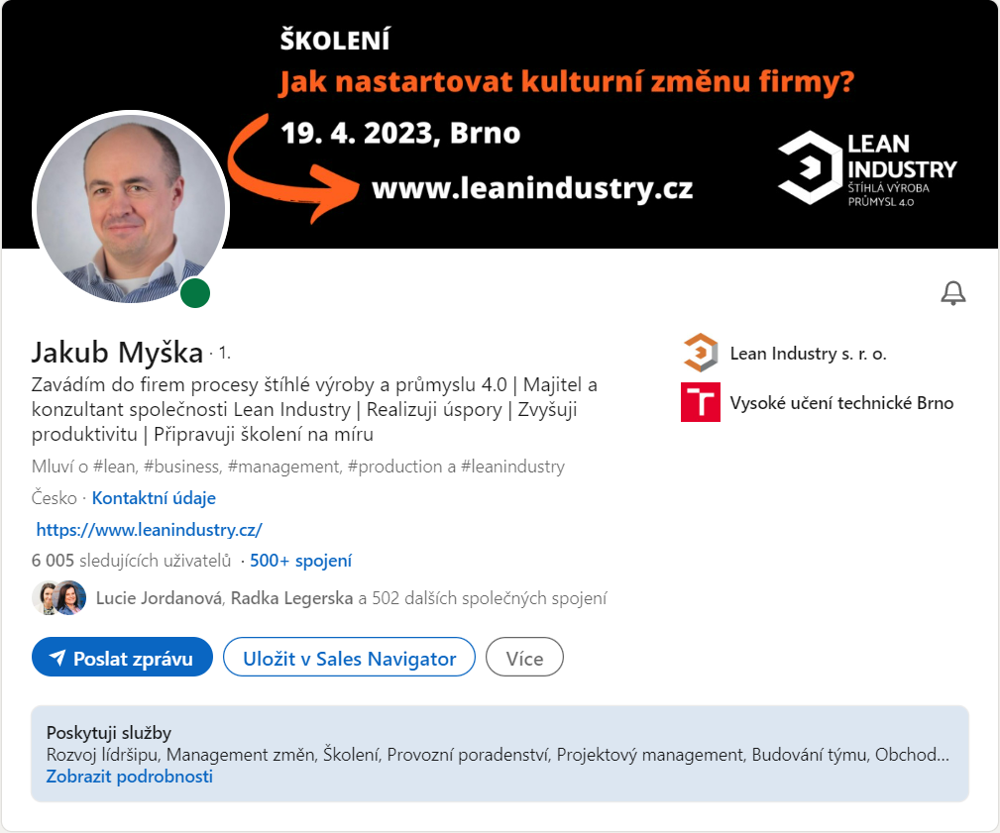 ŠKOLENÍ
Jak nastartovat kulturní změnu firmy?
19. 4. 2023, Brno
www.leanindustry.cz
LEAN
INDUSTRY
ŠTÍHLÁ VÝROBA
PRŮMYSL 4.0
Jakub Myška · 1.
Zavádím do firem procesy štíhlé výroby a průmyslu 4.0 | Majitel a
konzultant společnosti Lean Industry | Realizuji úspory | Zvyšuji
produktivitu | Připravuji školení na míru
Mluví o #lean, #business, #management, #production a #leanindustry
Česko · Kontaktní údaje
https://www.leanindustry.cz/
6 005 sledujících uživatelů · 500+ spojení
Lucie Jordanová, Radka Legerska a 502 dalších společných spojení
Lean Industry s. r. o.
Vysoké učení technické Brno
Poslat zprávu
Uložit v Sales Navigator
Více
Poskytuji služby
Rozvoj lídršipu, Management změn, Školení, Provozní poradenství, Projektový management, Budování týmu, Obchod...
Zobrazit podrobnosti